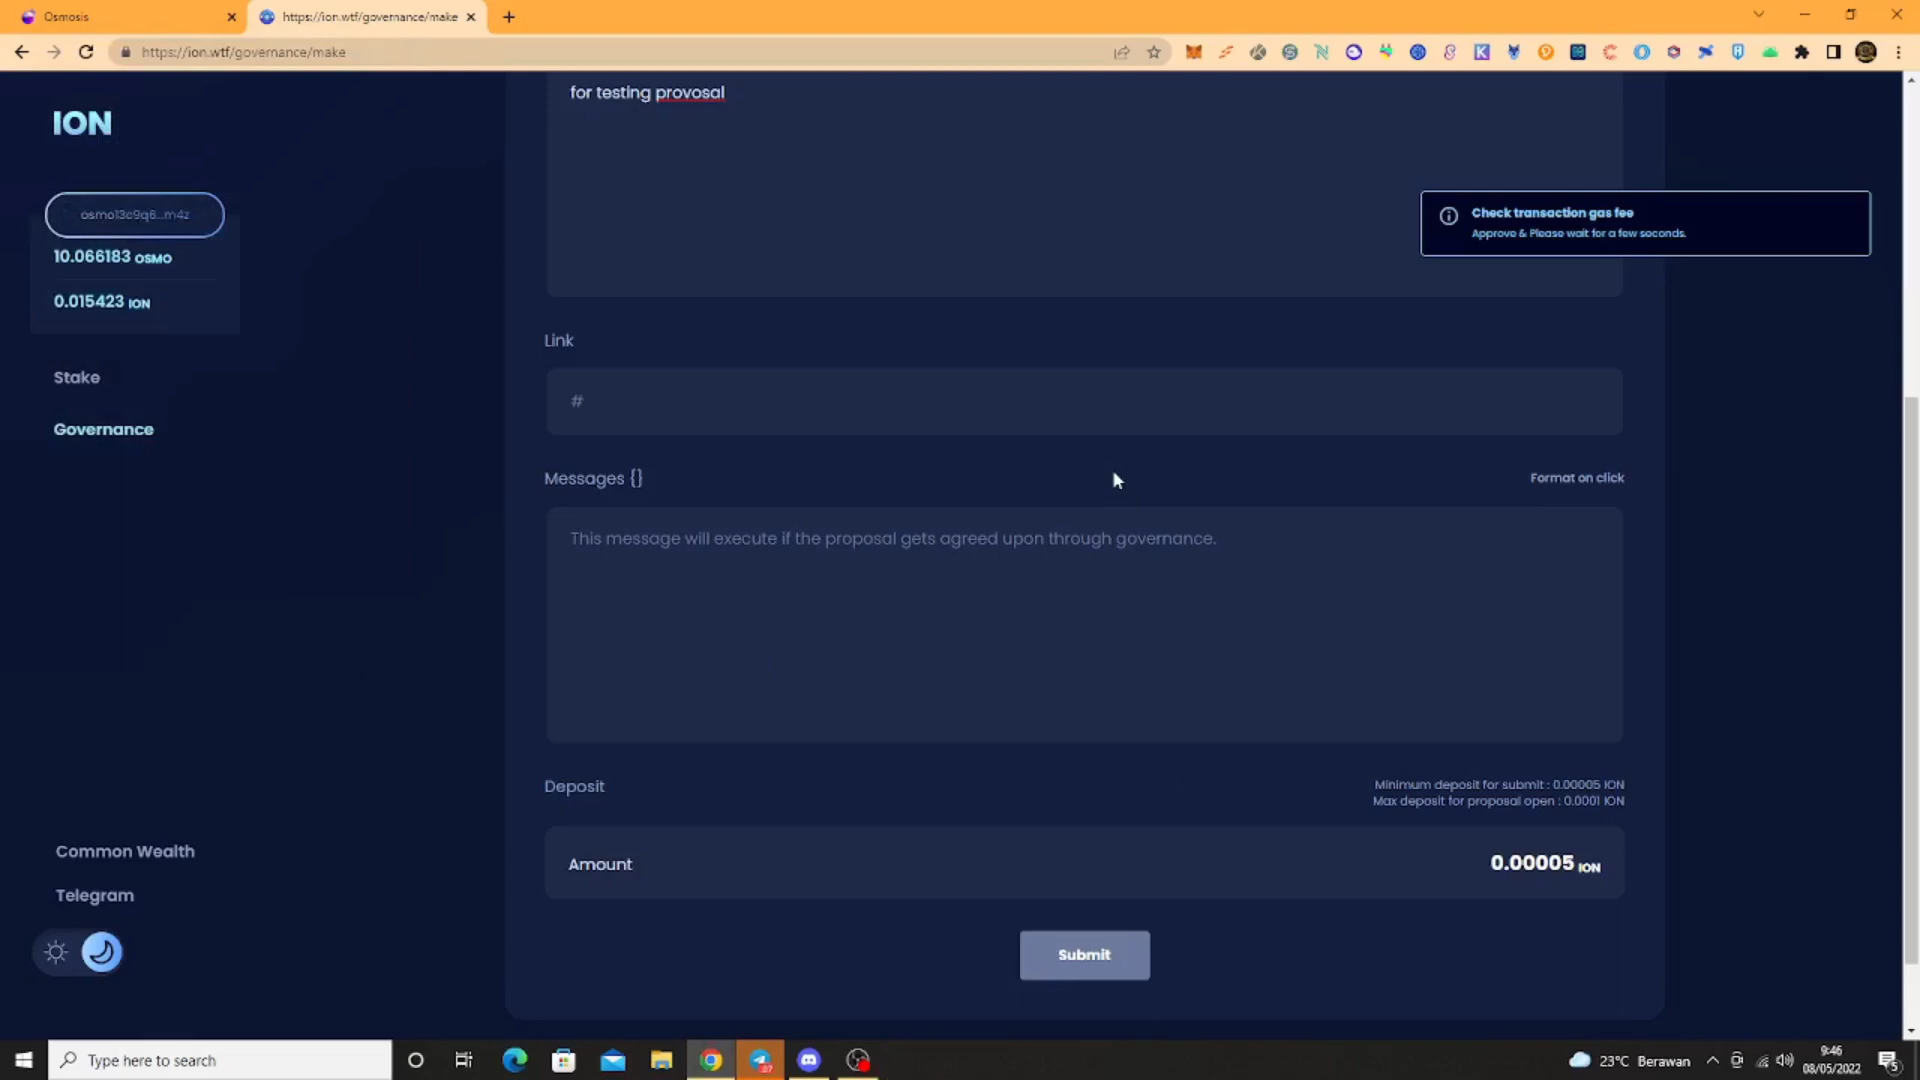 Osmosis
https://ion.wtf/governance/make
https://ion.wtf/governance/make
for testing provosal
ION
osmo13c9q6...m4z
10.066183 OSMO
0.015423 ION
Check transaction gas fee
Approve & Please wait for a few seconds.
Link
#
Stake
Governance
Messages {}
Format on click
This message will execute if the proposal gets agreed upon through governance.
Deposit
Minimum deposit for submit : 0.00005 ION
Max deposit for proposal open : 0.0001 ION
Amount
0.00005 ION
Common Wealth
Telegram
Submit
Type here to search
23°C Berawan
9:46
08/05/2022
5